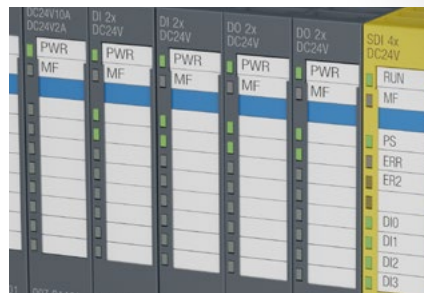 DC24V10A
DC24V2A
PWR
MF
DI 2x
DC24V
PWR
MF
DI 2x
DC24V
PWR
MF
DO 2x
DC24V
PWR
MF
DO 2x
DC24V
PWR
MF
SDI 4x
DC24V
RUN
MF
PS
ERR
ER2
DI0
DI1
DI2
DI3